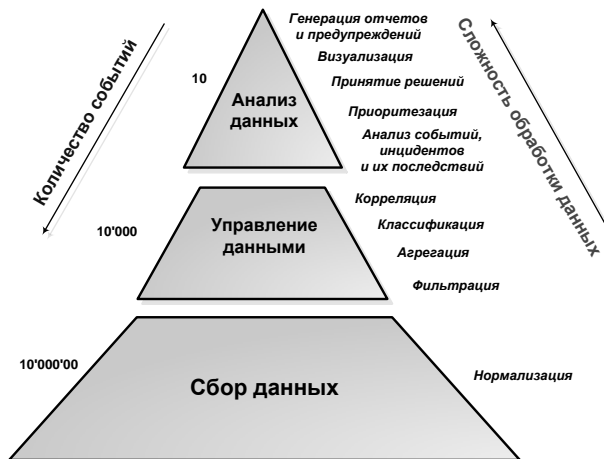 Генерация отчетов
и предупреждений
Визуализация
10
Принятие решений
Анализ
данных
Приоритезация
Анализ событий,
инцидентов
и их последствий
Количество событий
Сложность обработки данных
Корреляция
Управление
данными
Классификация
10'000
Агрегация
Фильтрация
10'000'00
Сбор данных
Нормализация